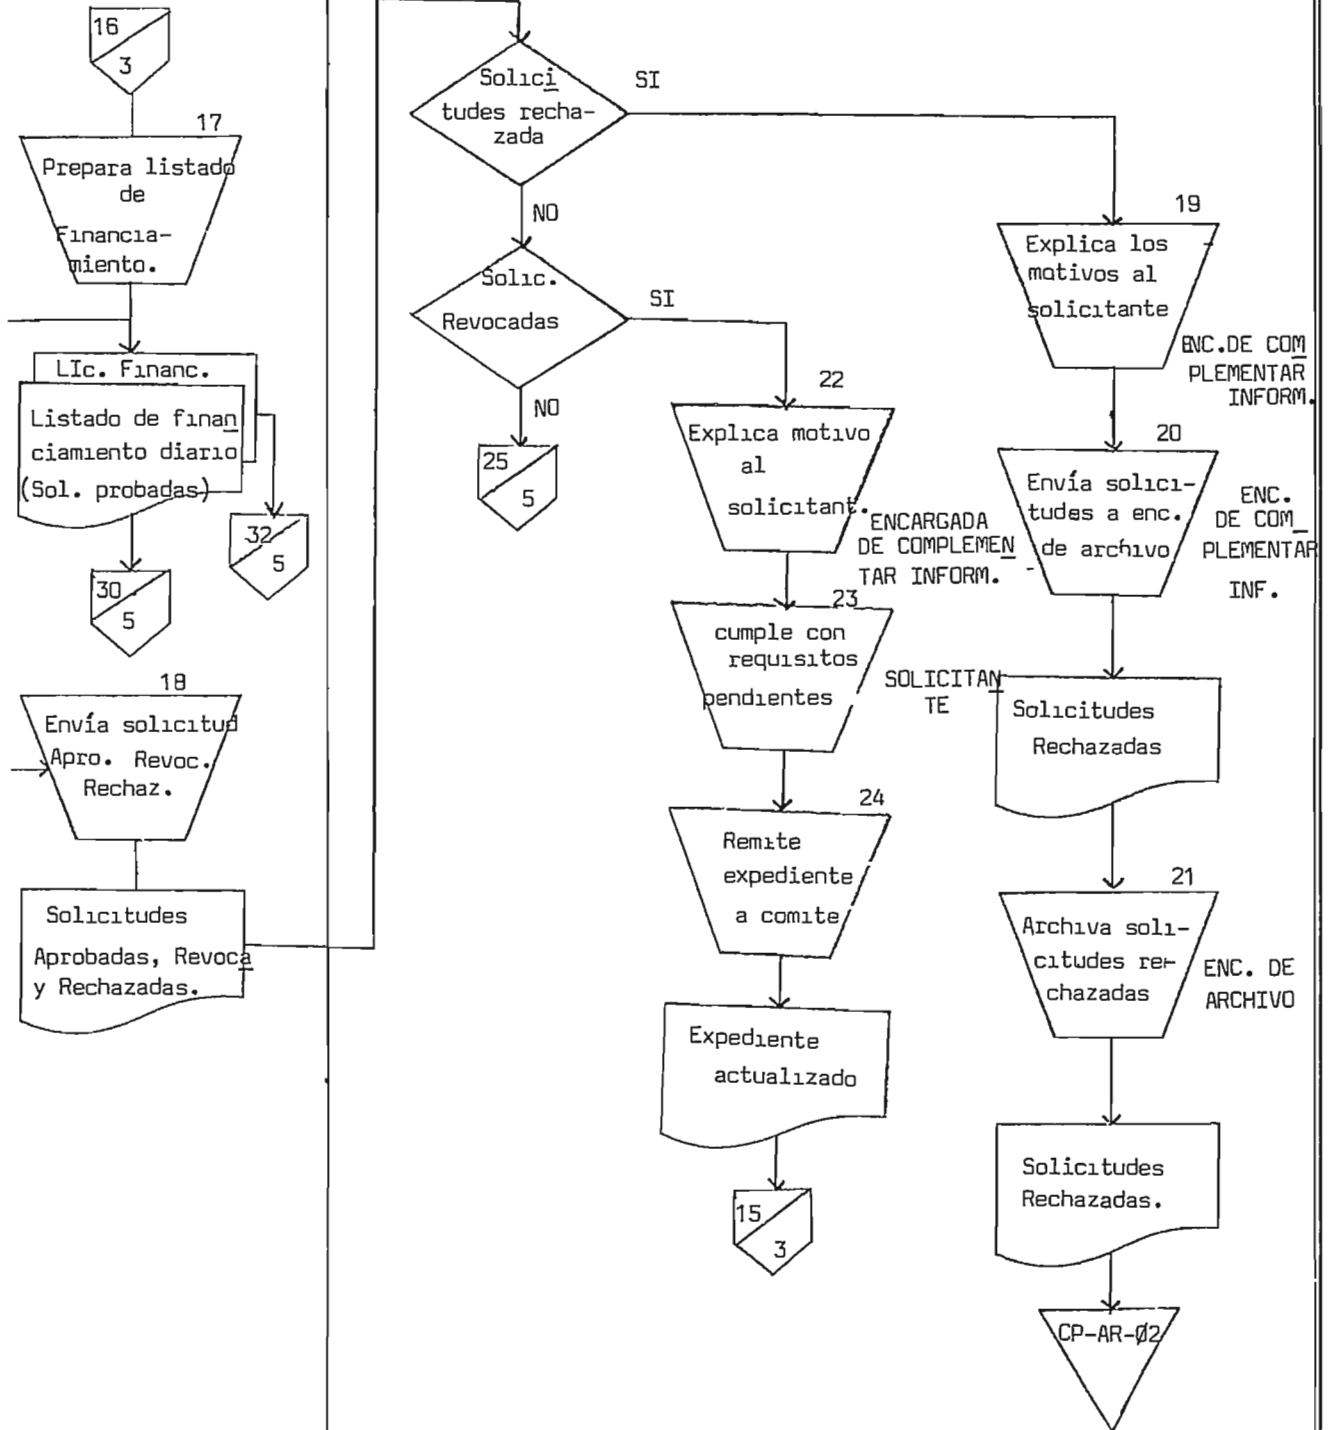 16
3
17
Prepara listado
de
Financia-
miento.
LIc. Financ.
Listado de finan
ciamiento diario
(Sol. probadas)
32
5
30
5
18
Envía solicitud
Apro. Revoc.
Rechaz.
Solicitudes
Aprobadas, Revoca
y Rechazadas.
Solici
tudes recha-
zada
SI
NO
Solic.
Revocadas
SI
NO
25
5
22
Explica motivo
al
solicitant.
ENCARGADA
DE COMPLEMEN
TAR INFORM.
23
cumple con
requisitos
pendientes
SOLICITAN
TE
24
Remite
expediente
a comite
Expediente
actualizado
15
3
19
Explica los
motivos al
solicitante
ENC.DE COM
PLEMENTAR
INFORM.
20
Envía solici-
tudes a enc.
de archivo
ENC.
DE COM_
PLEMENTAR
INF.
Solicitudes
Rechazadas
21
Archiva soli-
citudes re-
chazadas
ENC. DE
ARCHIVO
Solicitudes
Rechazadas.
CP-AR-Ø2